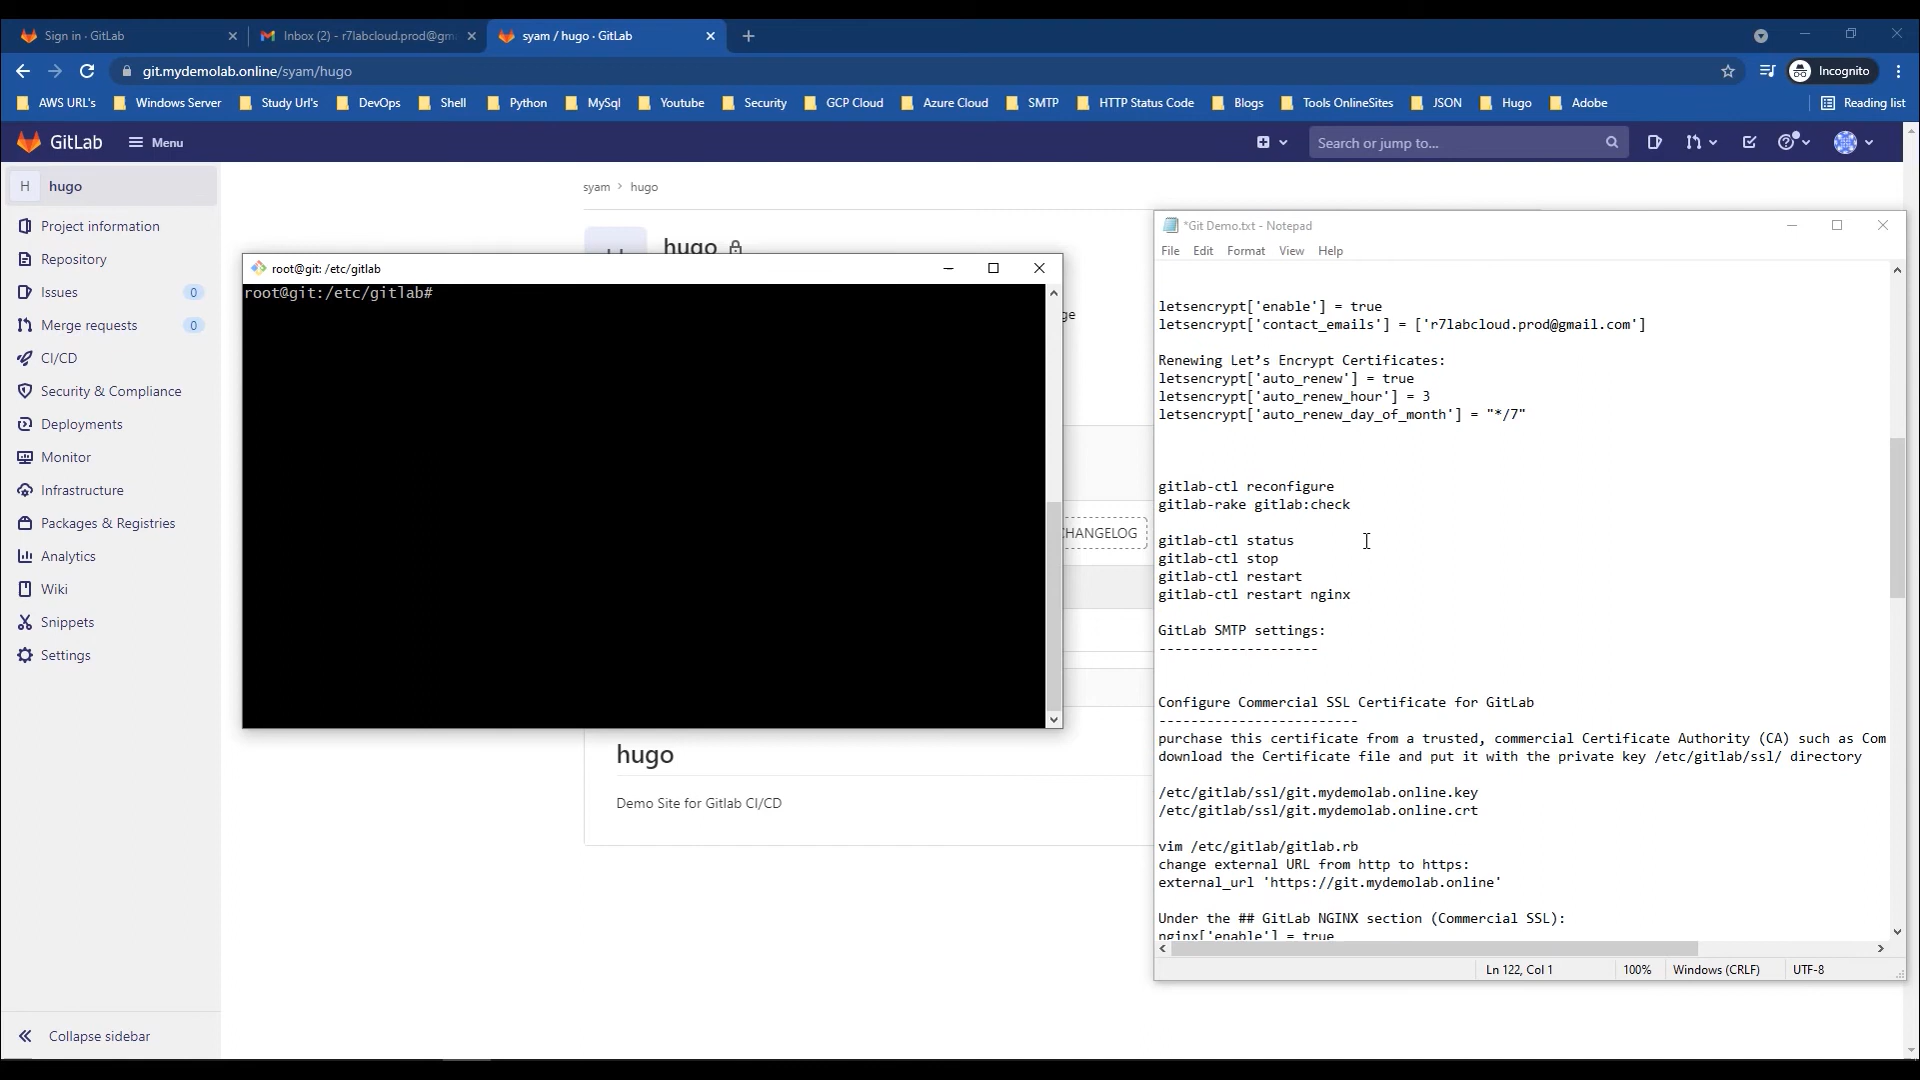 Sign in · GitLab
Inbox (2) - r7labcloud.prod@gm
syam / hugo · GitLab
git.mydemolab.online/syam/hugo
Incognito
AWS URL's
Windows Server
Study Url's
DevOps
Shell
Python
MySql
Youtube
Security
GCP Cloud
Azure Cloud
SMTP
HTTP Status Code
Blogs
Tools OnlineSites
JSON
Hugo
Adobe
Reading list
GitLab
Menu
Search or jump to...
H hugo
Project information
Repository
Issues 0
Merge requests 0
CI/CD
Security & Compliance
Deployments
Monitor
Infrastructure
Packages & Registries
Analytics
Wiki
Snippets
Settings
Collapse sidebar
syam > hugo
hugo
root@git: /etc/gitlab
root@git:/etc/gitlab#
ge
CHANGELOG
hugo
Demo Site for Gitlab CI/CD
*Git Demo.txt - Notepad
File Edit Format View Help
letsencrypt['enable'] = true
letsencrypt['contact_emails'] = ['r7labcloud.prod@gmail.com']
Renewing Let’s Encrypt Certificates:
letsencrypt['auto_renew'] = true
letsencrypt['auto_renew_hour'] = 3
letsencrypt['auto_renew_day_of_month'] = "*/7"
gitlab-ctl reconfigure
gitlab-rake gitlab:check
gitlab-ctl status
gitlab-ctl stop
gitlab-ctl restart
gitlab-ctl restart nginx
GitLab SMTP settings:
--------------------
Configure Commercial SSL Certificate for GitLab
-------------------------
purchase this certificate from a trusted, commercial Certificate Authority (CA) such as Com
download the Certificate file and put it with the private key /etc/gitlab/ssl/ directory
/etc/gitlab/ssl/git.mydemolab.online.key
/etc/gitlab/ssl/git.mydemolab.online.crt
vim /etc/gitlab/gitlab.rb
change external URL from http to https:
external_url 'https://git.mydemolab.online'
Under the ## GitLab NGINX section (Commercial SSL):
nginx['enable'] = true
Ln 122, Col 1
100%
Windows (CRLF)
UTF-8